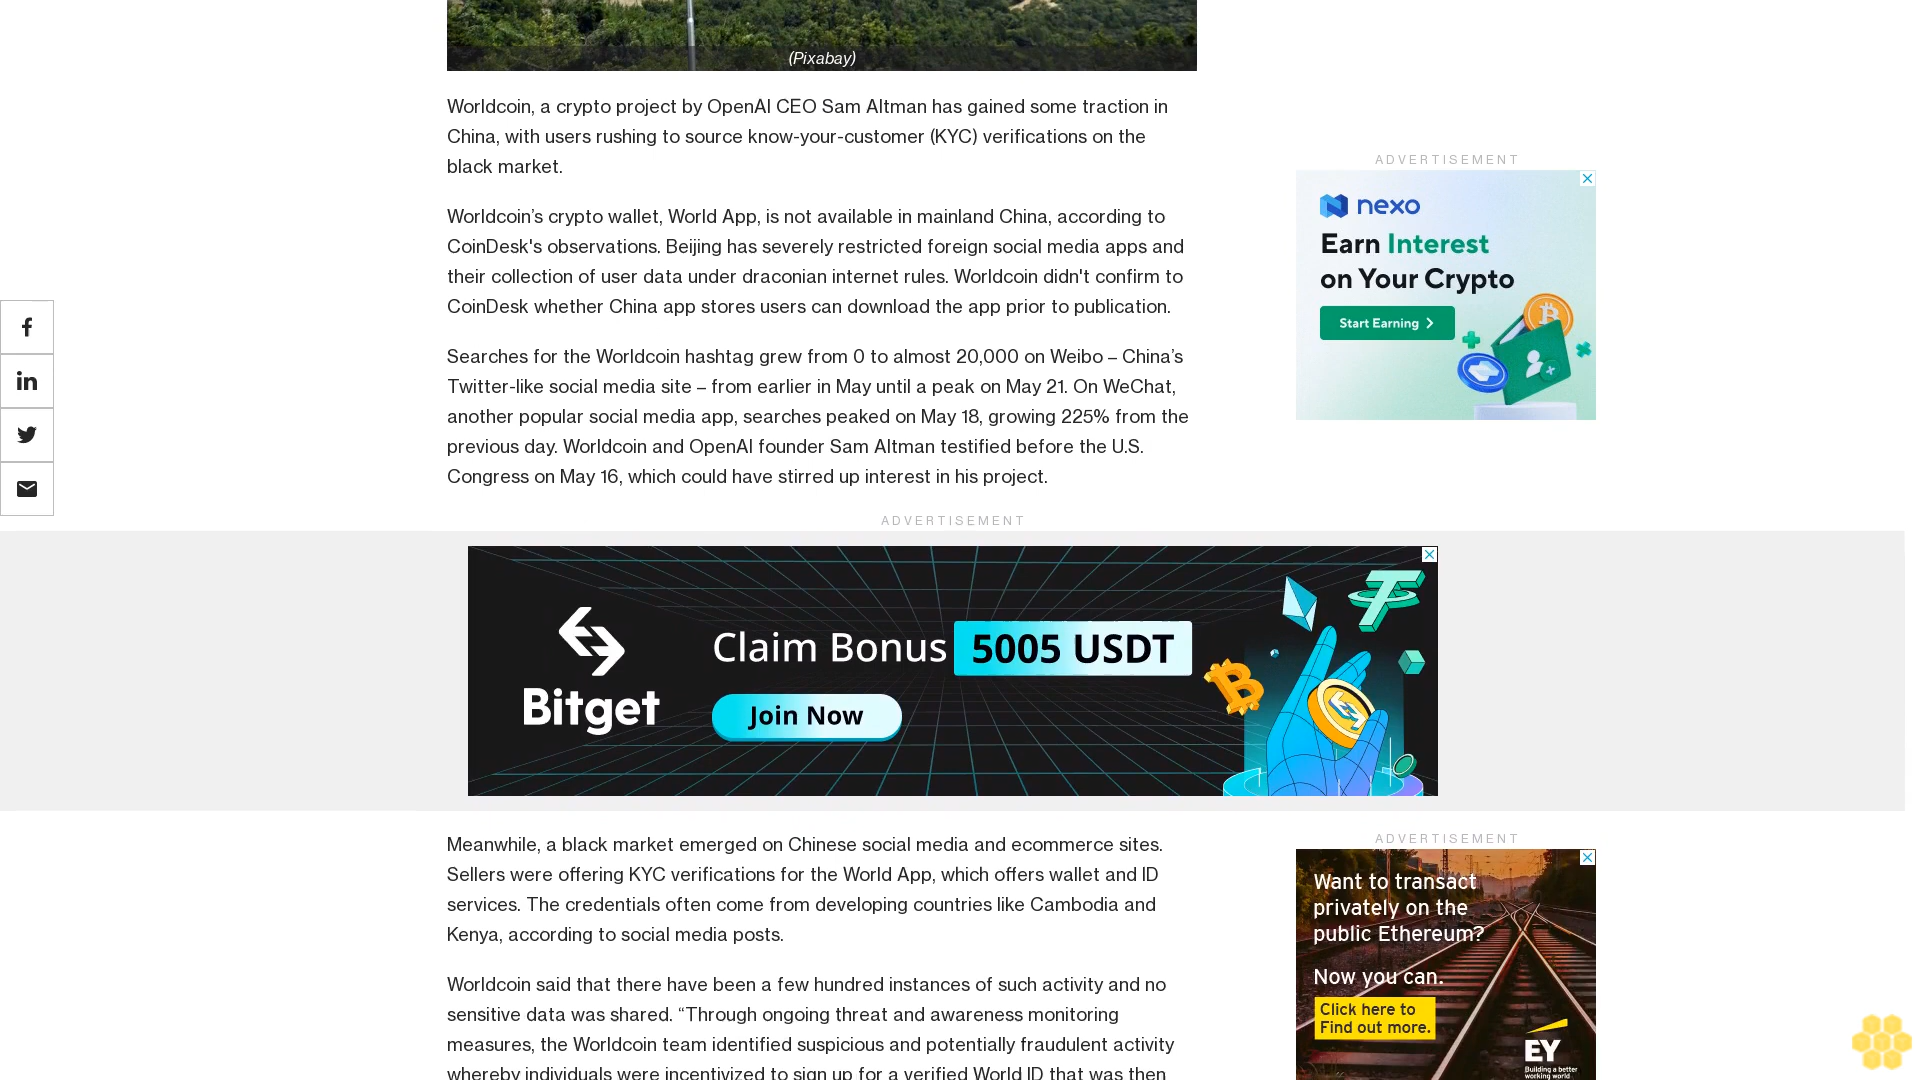 (Pixabay)
Worldcoin, a crypto project by OpenAI CEO Sam Altman has gained some traction in
China, with users rushing to source know-your-customer (KYC) verifications on the
black market.
Worldcoin’s crypto wallet, World App, is not available in mainland China, according to
CoinDesk's observations. Beijing has severely restricted foreign social media apps and
their collection of user data under draconian internet rules. Worldcoin didn't confirm to
CoinDesk whether China app stores users can download the app prior to publication.
Searches for the Worldcoin hashtag grew from 0 to almost 20,000 on Weibo – China’s
Twitter-like social media site – from earlier in May until a peak on May 21. On WeChat,
another popular social media app, searches peaked on May 18, growing 225% from the
previous day. Worldcoin and OpenAI founder Sam Altman testified before the U.S.
Congress on May 16, which could have stirred up interest in his project.
ADVERTISEMENT
nexo
Earn Interest
on Your Crypto
Start Earning
ADVERTISEMENT
Bitget
Claim Bonus 5005 USDT
Join Now
Meanwhile, a black market emerged on Chinese social media and ecommerce sites.
Sellers were offering KYC verifications for the World App, which offers wallet and ID
services. The credentials often come from developing countries like Cambodia and
Kenya, according to social media posts.
Worldcoin said that there have been a few hundred instances of such activity and no
sensitive data was shared. “Through ongoing threat and awareness monitoring
measures, the Worldcoin team identified suspicious and potentially fraudulent activity
whereby individuals were incentivized to sign up for a verified World ID that was then
ADVERTISEMENT
Want to transact
privately on the
public Ethereum?
Now you can.
Click here to
Find out more.
EY
Building a better
working world